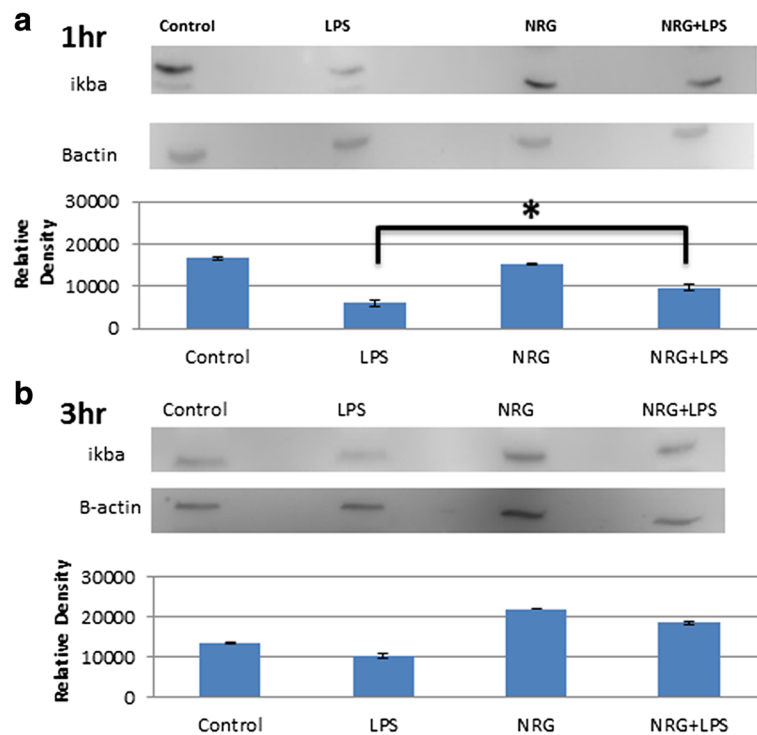 a
1hr
Control LPS NRG NRG+LPS
ikba
Bactin
Relative
Density
30000
20000
10000
0
*
Control LPS NRG NRG+LPS
b
3hr
Control LPS NRG NRG+LPS
ikba
B-actin
Relative Density
30000
20000
10000
0
Control LPS NRG NRG+LPS